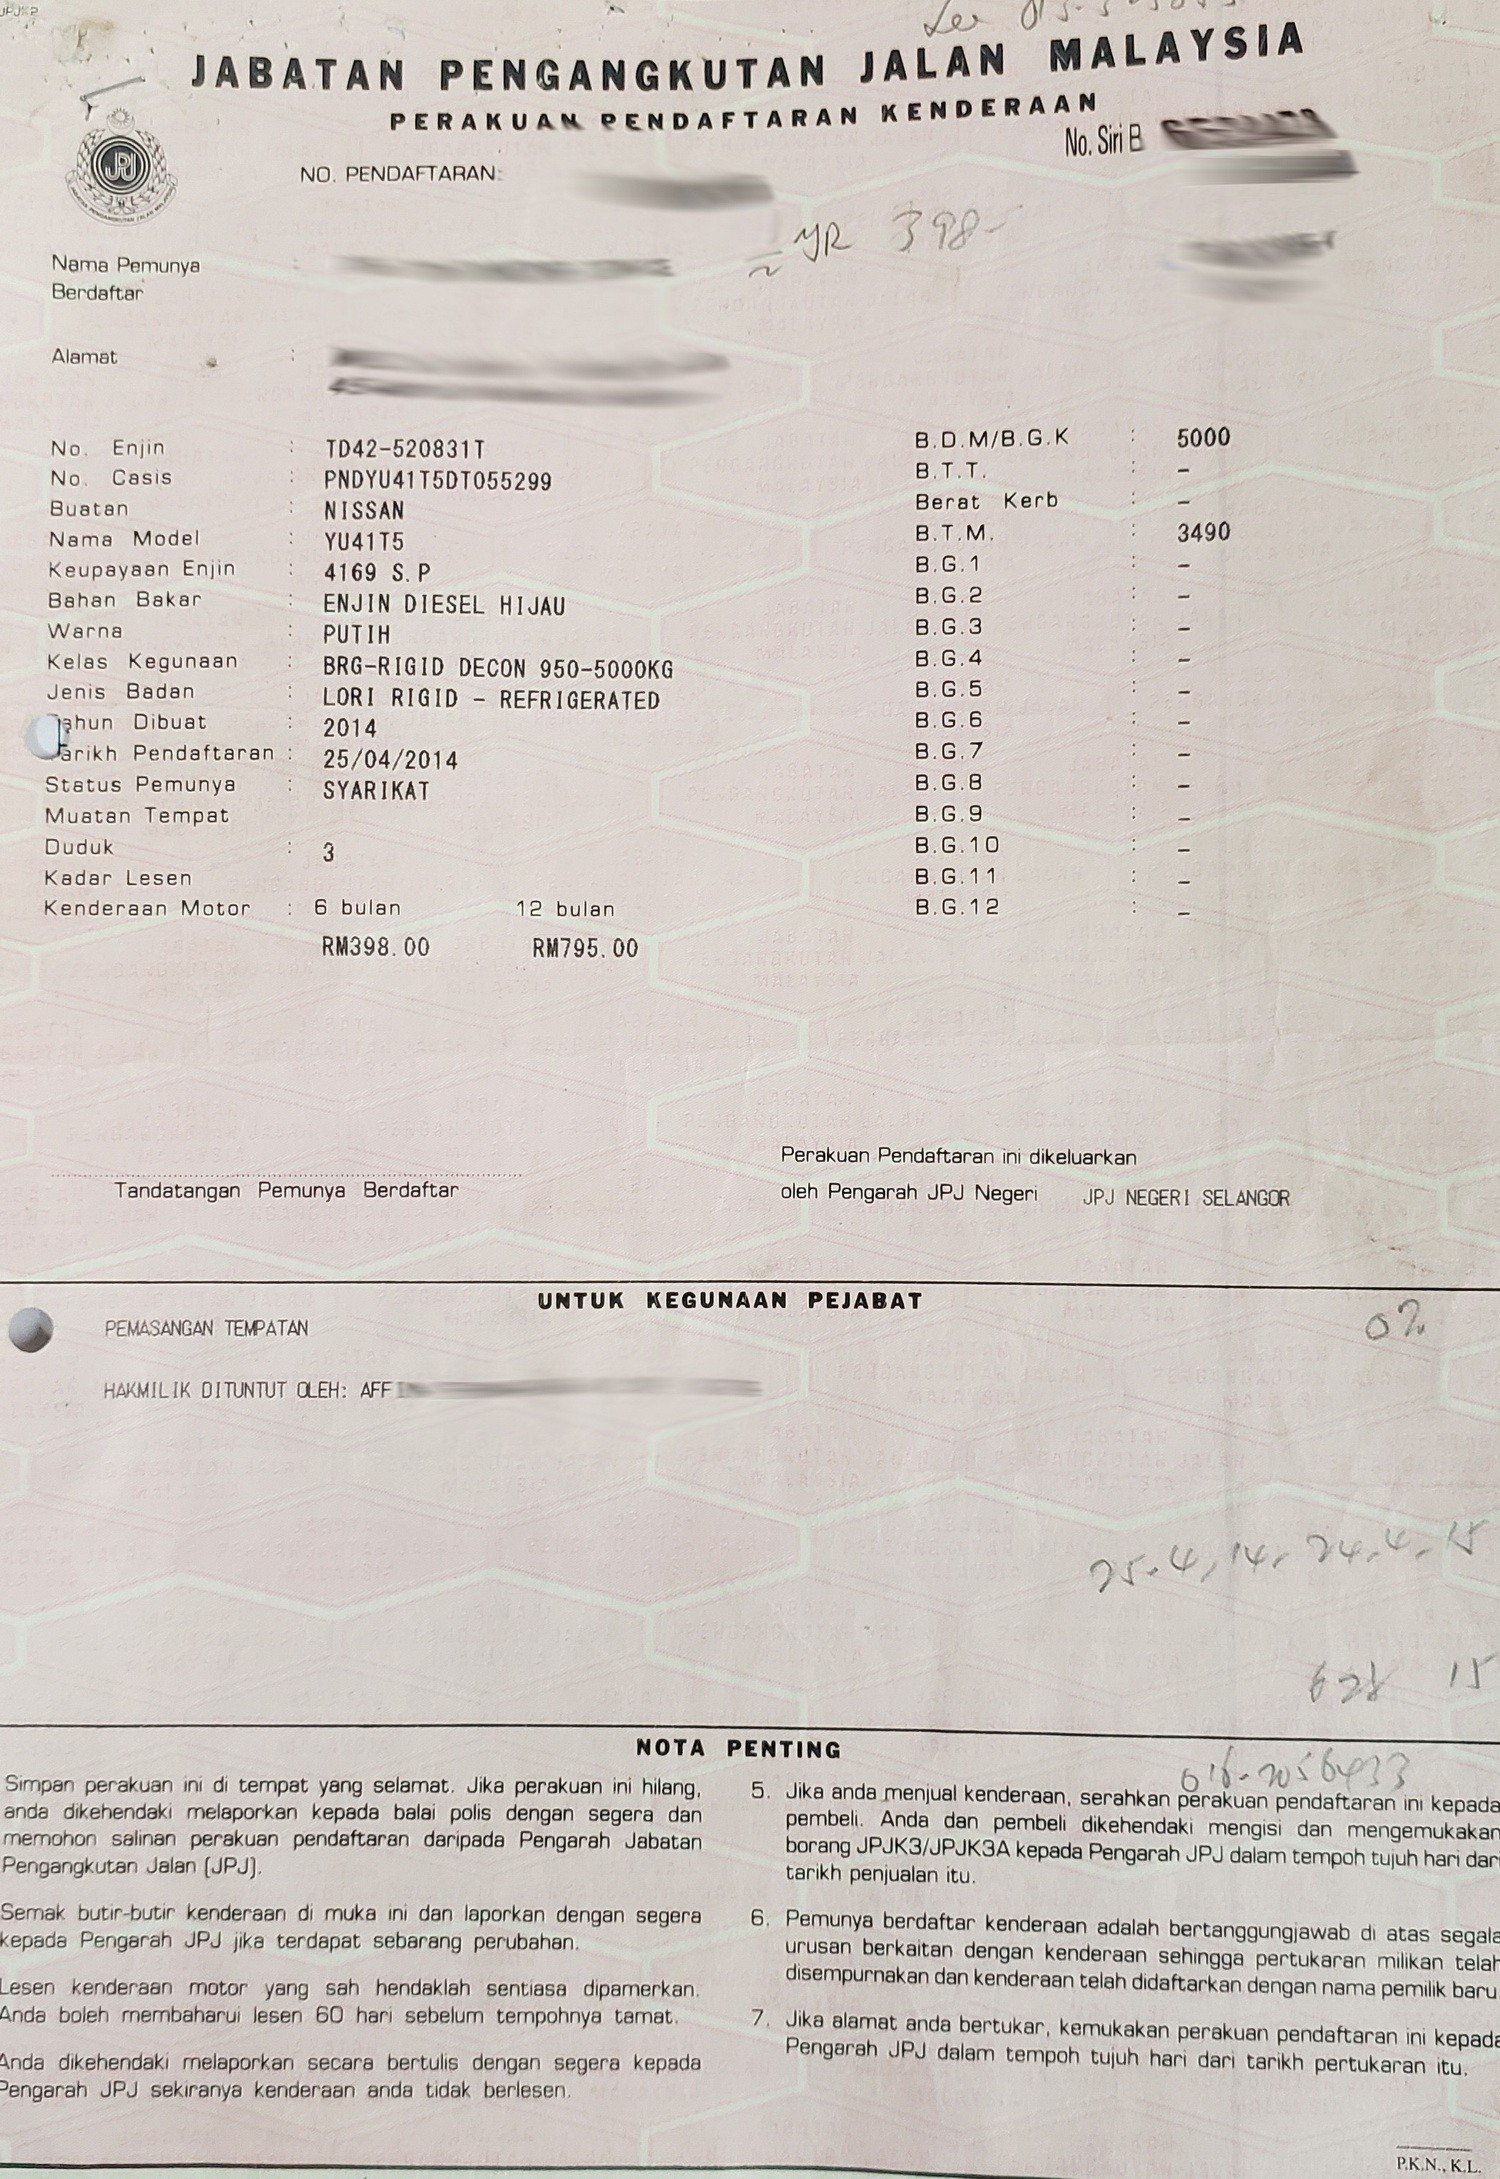 JPJK2
JABATAN PENGANGKUTAN JALAN MALAYSIA
PERAKUAN PENDAFTARAN KENDERAAN
No. Siri B
JPJ
NO. PENDAFTARAN:
YR 398-
Nama Pemunya :
Berdaftar
Alamat :
No. Enjin : TD42-520831T
No. Casis : PNDYU41T5DT055299
Buatan : NISSAN
Nama Model : YU41T5
Keupayaan Enjin : 4169 S.P
Bahan Bakar : ENJIN DIESEL HIJAU
Warna : PUTIH
Kelas Kegunaan : BRG-RIGID DECON 950-5000KG
Jenis Badan : LORI RIGID - REFRIGERATED
Tahun Dibuat : 2014
Tarikh Pendaftaran : 25/04/2014
Status Pemunya : SYARIKAT
Muatan Tempat
Duduk : 3
Kadar Lesen
Kenderaan Motor : 6 bulan 12 bulan
RM398.00 RM795.00
B.D.M/B.G.K : 5000
B.T.T. : -
Berat Kerb : -
B.T.M. : 3490
B.G.1 : -
B.G.2 : -
B.G.3 : -
B.G.4 : -
B.G.5 : -
B.G.6 : -
B.G.7 : -
B.G.8 : -
B.G.9 : -
B.G.10 : -
B.G.11 : -
B.G.12 : -
Tandatangan Pemunya Berdaftar
Perakuan Pendaftaran ini dikeluarkan
oleh Pengarah JPJ Negeri JPJ NEGERI SELANGOR
UNTUK KEGUNAAN PEJABAT
PEMASANGAN TEMPATAN
0%
HAKMILIK DITUNTUT OLEH: AFF
25.4.14. 24.4.15
15
NOTA PENTING
Simpan perakuan ini di tempat yang selamat. Jika perakuan ini hilang,
anda dikehendaki melaporkan kepada balai polis dengan segera dan
memohon salinan perakuan pendaftaran daripada Pengarah Jabatan
Pengangkutan Jalan (JPJ).
Semak butir-butir kenderaan di muka ini dan laporkan dengan segera
kepada Pengarah JPJ jika terdapat sebarang perubahan.
Lesen kenderaan motor yang sah hendaklah sentiasa dipamerkan.
Anda boleh membaharui lesen 60 hari sebelum tempohnya tamat.
Anda dikehendaki melaporkan secara bertulis dengan segera kepada
Pengarah JPJ sekiranya kenderaan anda tidak berlesen.
016-2056433
5. Jika anda menjual kenderaan, serahkan perakuan pendaftaran ini kepada
pembeli. Anda dan pembeli dikehendaki mengisi dan mengemukakan
borang JPJK3/JPJK3A kepada Pengarah JPJ dalam tempoh tujuh hari dari
tarikh penjualan itu.
6. Pemunya berdaftar kenderaan adalah bertanggungjawab di atas segala
urusan berkaitan dengan kenderaan sehingga pertukaran milikan telah
disempurnakan dan kenderaan telah didaftarkan dengan nama pemilik baru.
7. Jika alamat anda bertukar, kemukakan perakuan pendaftaran ini kepada
Pengarah JPJ dalam tempoh tujuh hari dari tarikh pertukaran itu.
P.K.N., K.L.